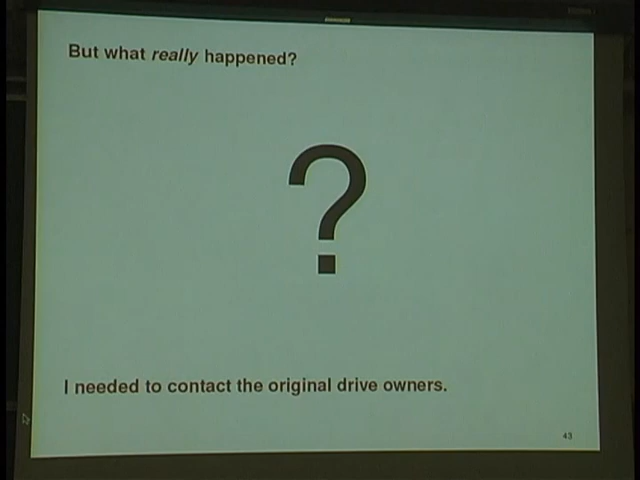 But what really happened?
?
I needed to contact the original drive owners.
43